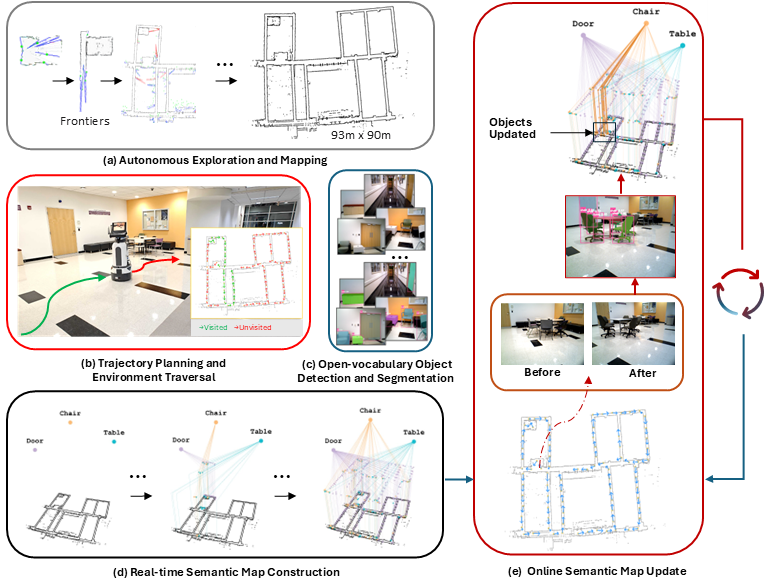 Frontiers
93m x 90m
(a) Autonomous Exploration and Mapping
→Visited →Unvisited
(b) Trajectory Planning and
Environment Traversal
(c) Open-vocabulary Object
Detection and Segmentation
Chair
Table
Door
Chair
Table
Door
Chair
Table
Door
(d) Real-time Semantic Map Construction
Chair
Door
Table
Objects
Updated
Before
After
(e) Online Semantic Map Update